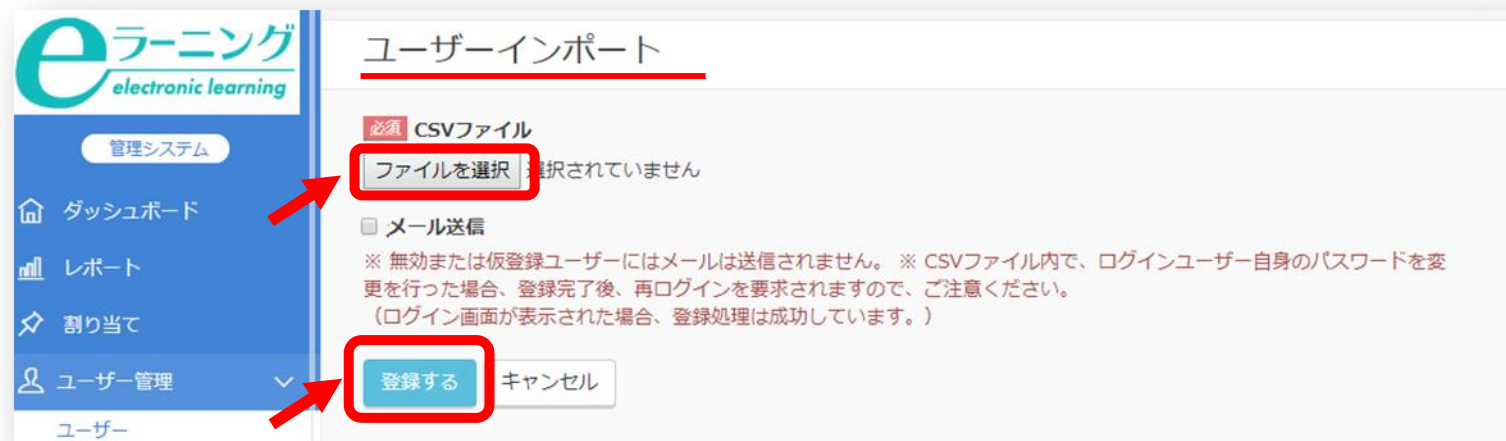 eラーニング
electronic learning
管理システム
ダッシュボード
レポート
割り当て
ユーザー管理
ユーザー
ユーザーインポート
必須 CSVファイル
ファイルを選択 選択されていません
メール送信
※ 無効または仮登録ユーザーにはメールは送信されません。 ※ CSVファイル内で、ログインユーザー自身のパスワードを変
更を行った場合、登録完了後、再ログインを要求されますので、ご注意ください。
（ログイン画面が表示された場合、登録処理は成功しています。）
登録する キャンセル